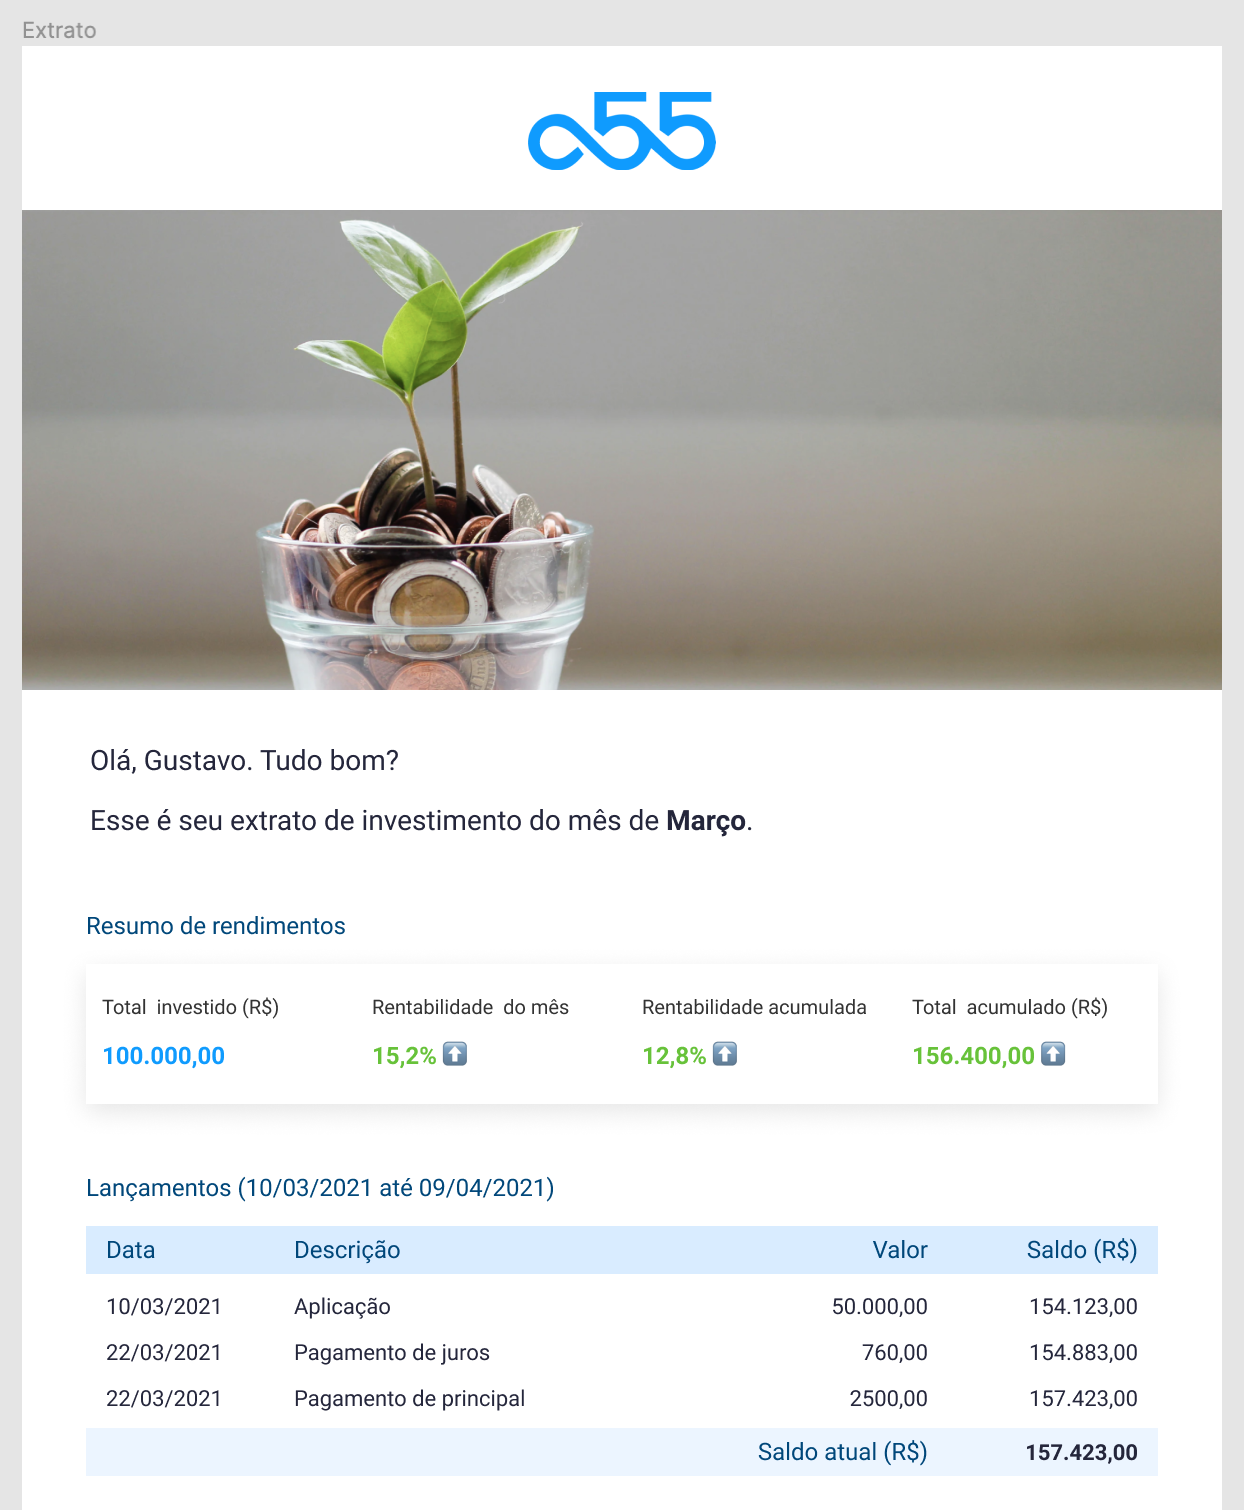 Extrato
a55
Olá, Gustavo. Tudo bom?
Esse é seu extrato de investimento do mês de Março.
Resumo de rendimentos
Total investido (R$) Rentabilidade do mês Rentabilidade acumulada Total acumulado (R$)
100.000,00 15,2% ⬆️ 12,8% ⬆️ 156.400,00 ⬆️
Lançamentos (10/03/2021 até 09/04/2021)
Data Descrição Valor Saldo (R$)
10/03/2021 Aplicação 50.000,00 154.123,00
22/03/2021 Pagamento de juros 760,00 154.883,00
22/03/2021 Pagamento de principal 2500,00 157.423,00
Saldo atual (R$) 157.423,00